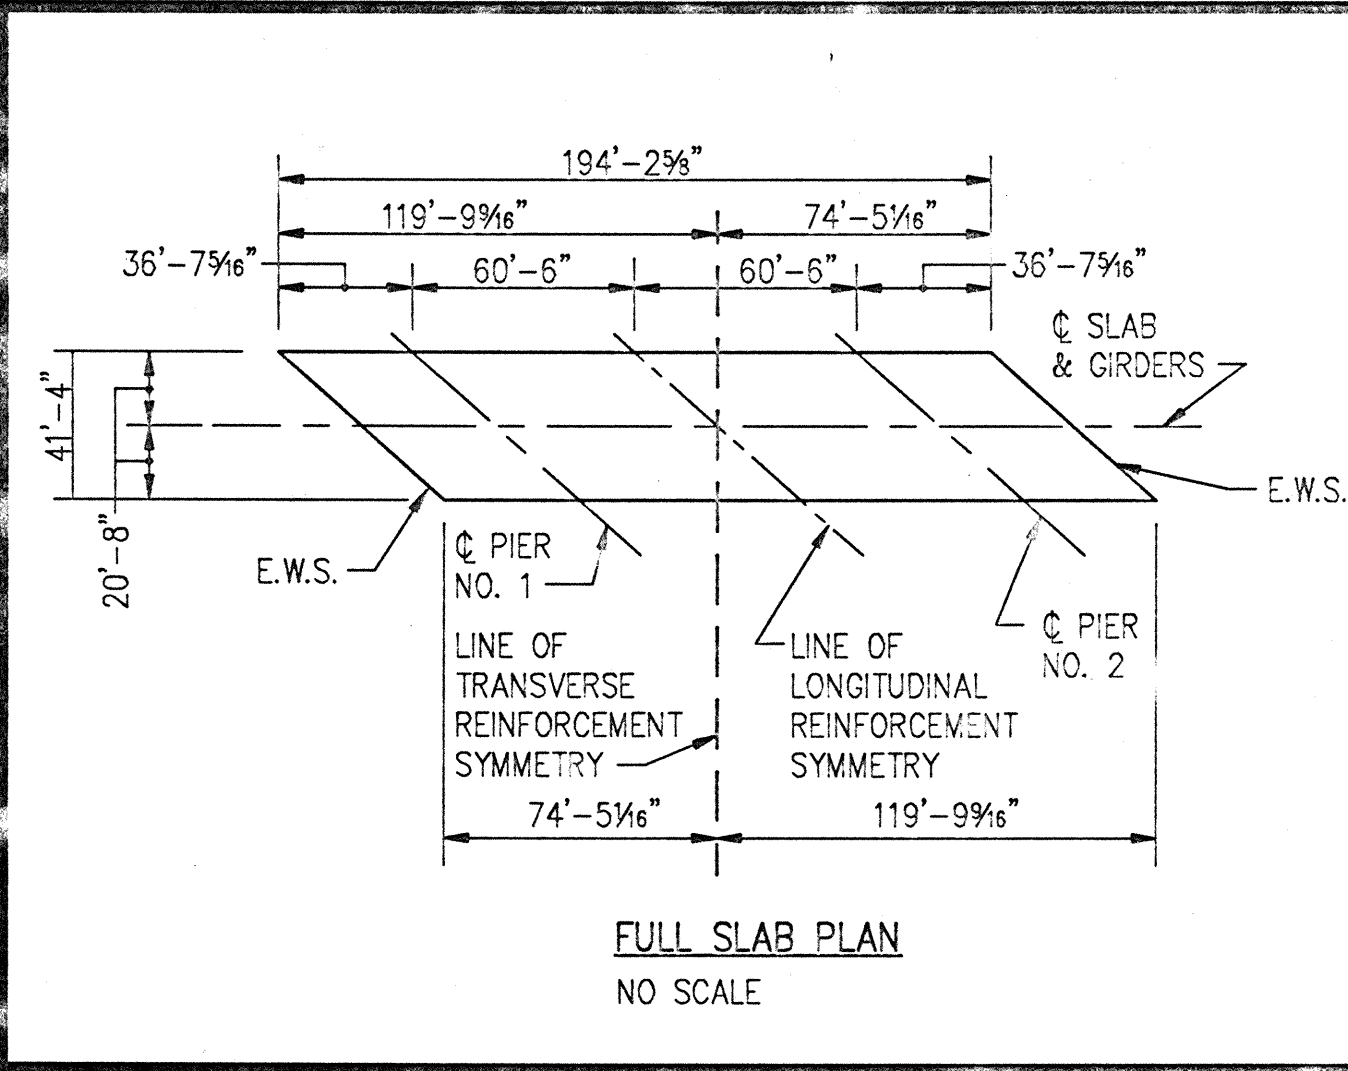 194'-2⅝"
119'-9⁹⁄₁₆"
74'-5¹⁄₁₆"
36'-7⁵⁄₁₆"
60'-6"
60'-6"
36'-7⁵⁄₁₆"
℄ SLAB
& GIRDERS
41'-4"
20'-8"
E.W.S.
E.W.S.
℄ PIER
NO. 1
℄ PIER
NO. 2
LINE OF
TRANSVERSE
REINFORCEMENT
SYMMETRY
LINE OF
LONGITUDINAL
REINFORCEMENT
SYMMETRY
74'-5¹⁄₁₆"
119'-9⁹⁄₁₆"
FULL SLAB PLAN
NO SCALE